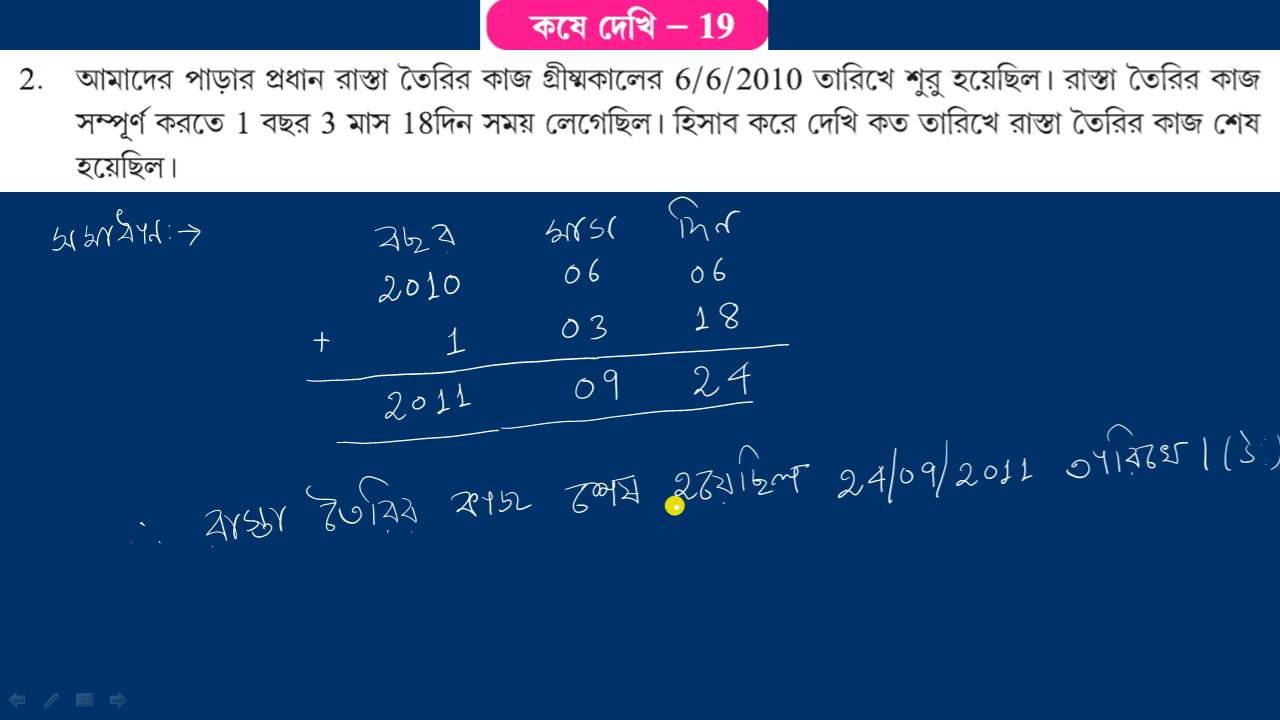 কষে দেখি – 19
2. আমাদের পাড়ার প্রধান রাস্তা তৈরির কাজ গ্রীষ্মকালের 6/6/2010 তারিখে শুরু হয়েছিল। রাস্তা তৈরির কাজ
সম্পূর্ণ করতে 1 বছর 3 মাস 18দিন সময় লেগেছিল। হিসাব করে দেখি কত তারিখে রাস্তা তৈরির কাজ শেষ
হয়েছিল।
সমাধান:→ বছর মাস দিন
2010 06 06
+ 1 03 18
2011 09 24
∴ রাস্তা তৈরির কাজ শেষ হয়েছিল 24/09/2011 তারিখে। (উ:)